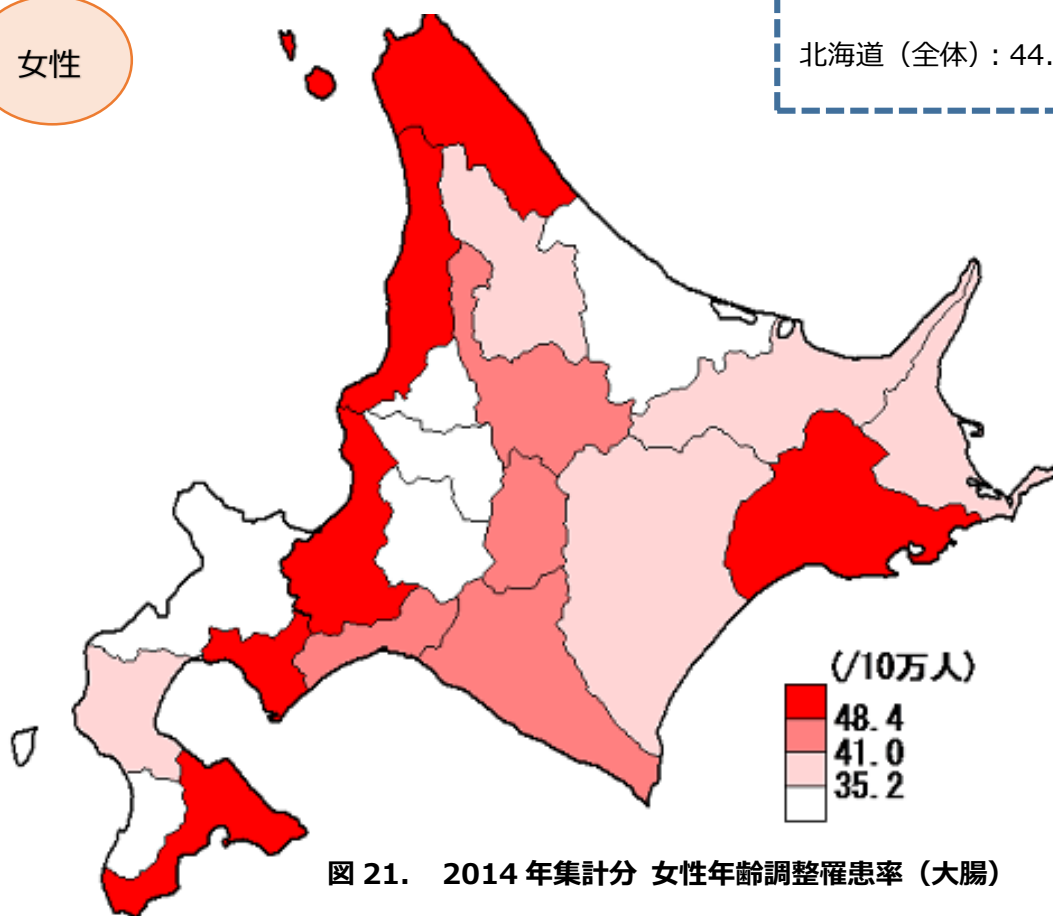 女性
北海道（全体）：44.
(/10万人)
48.4
41.0
35.2
図 21.　2014 年集計分 女性年齢調整罹患率（大腸）